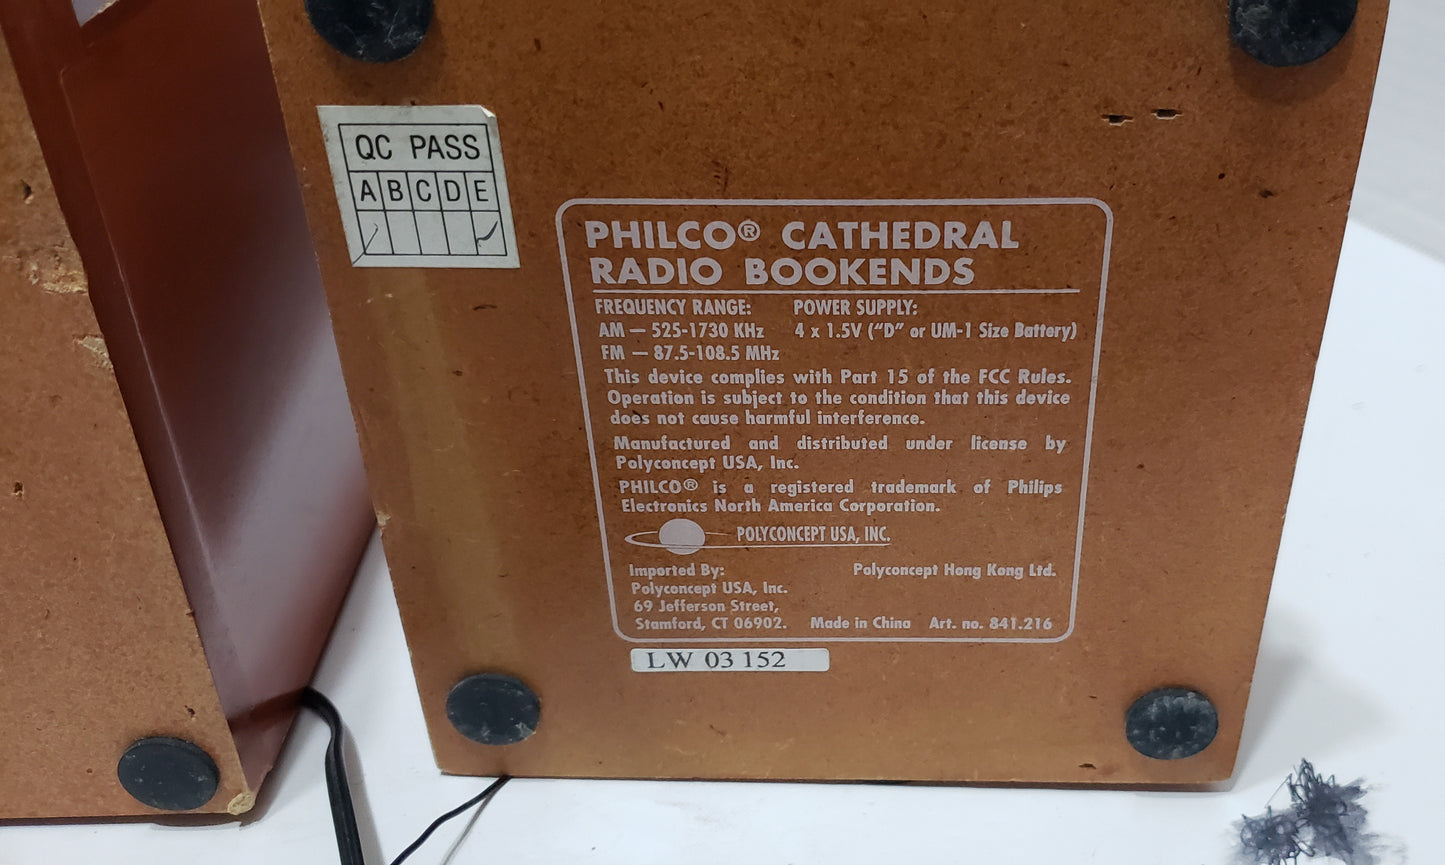 QC PASS
A B C D E
PHILCO® CATHEDRAL
RADIO BOOKENDS
FREQUENCY RANGE: POWER SUPPLY:
AM — 525-1730 KHz 4 x 1.5V ("D" or UM-1 Size Battery)
FM — 87.5-108.5 MHz
This device complies with Part 15 of the FCC Rules.
Operation is subject to the condition that this device
does not cause harmful interference.
Manufactured and distributed under license by
Polyconcept USA, Inc.
PHILCO® is a registered trademark of Philips
Electronics North America Corporation.
POLYCONCEPT USA, INC.
Imported By: Polyconcept Hong Kong Ltd.
Polyconcept USA, Inc.
69 Jefferson Street,
Stamford, CT 06902. Made in China Art. no. 841.216
LW 03 152